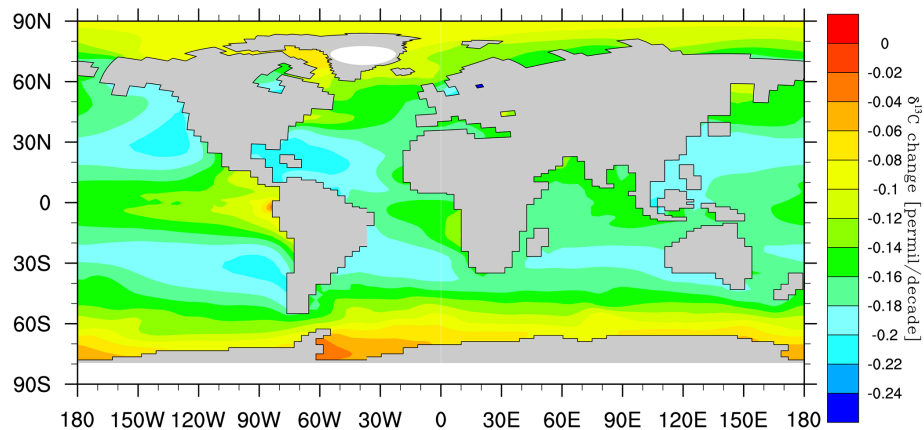 90N
60N
30N
0
30S
60S
90S
180 150W 120W 90W 60W 30W 0 30E 60E 90E 120E 150E 180
0
-0.02
-0.04
-0.06
-0.08
-0.1
-0.12
-0.14
-0.16
-0.18
-0.2
-0.22
-0.24
δ¹³C change [permil/decade]